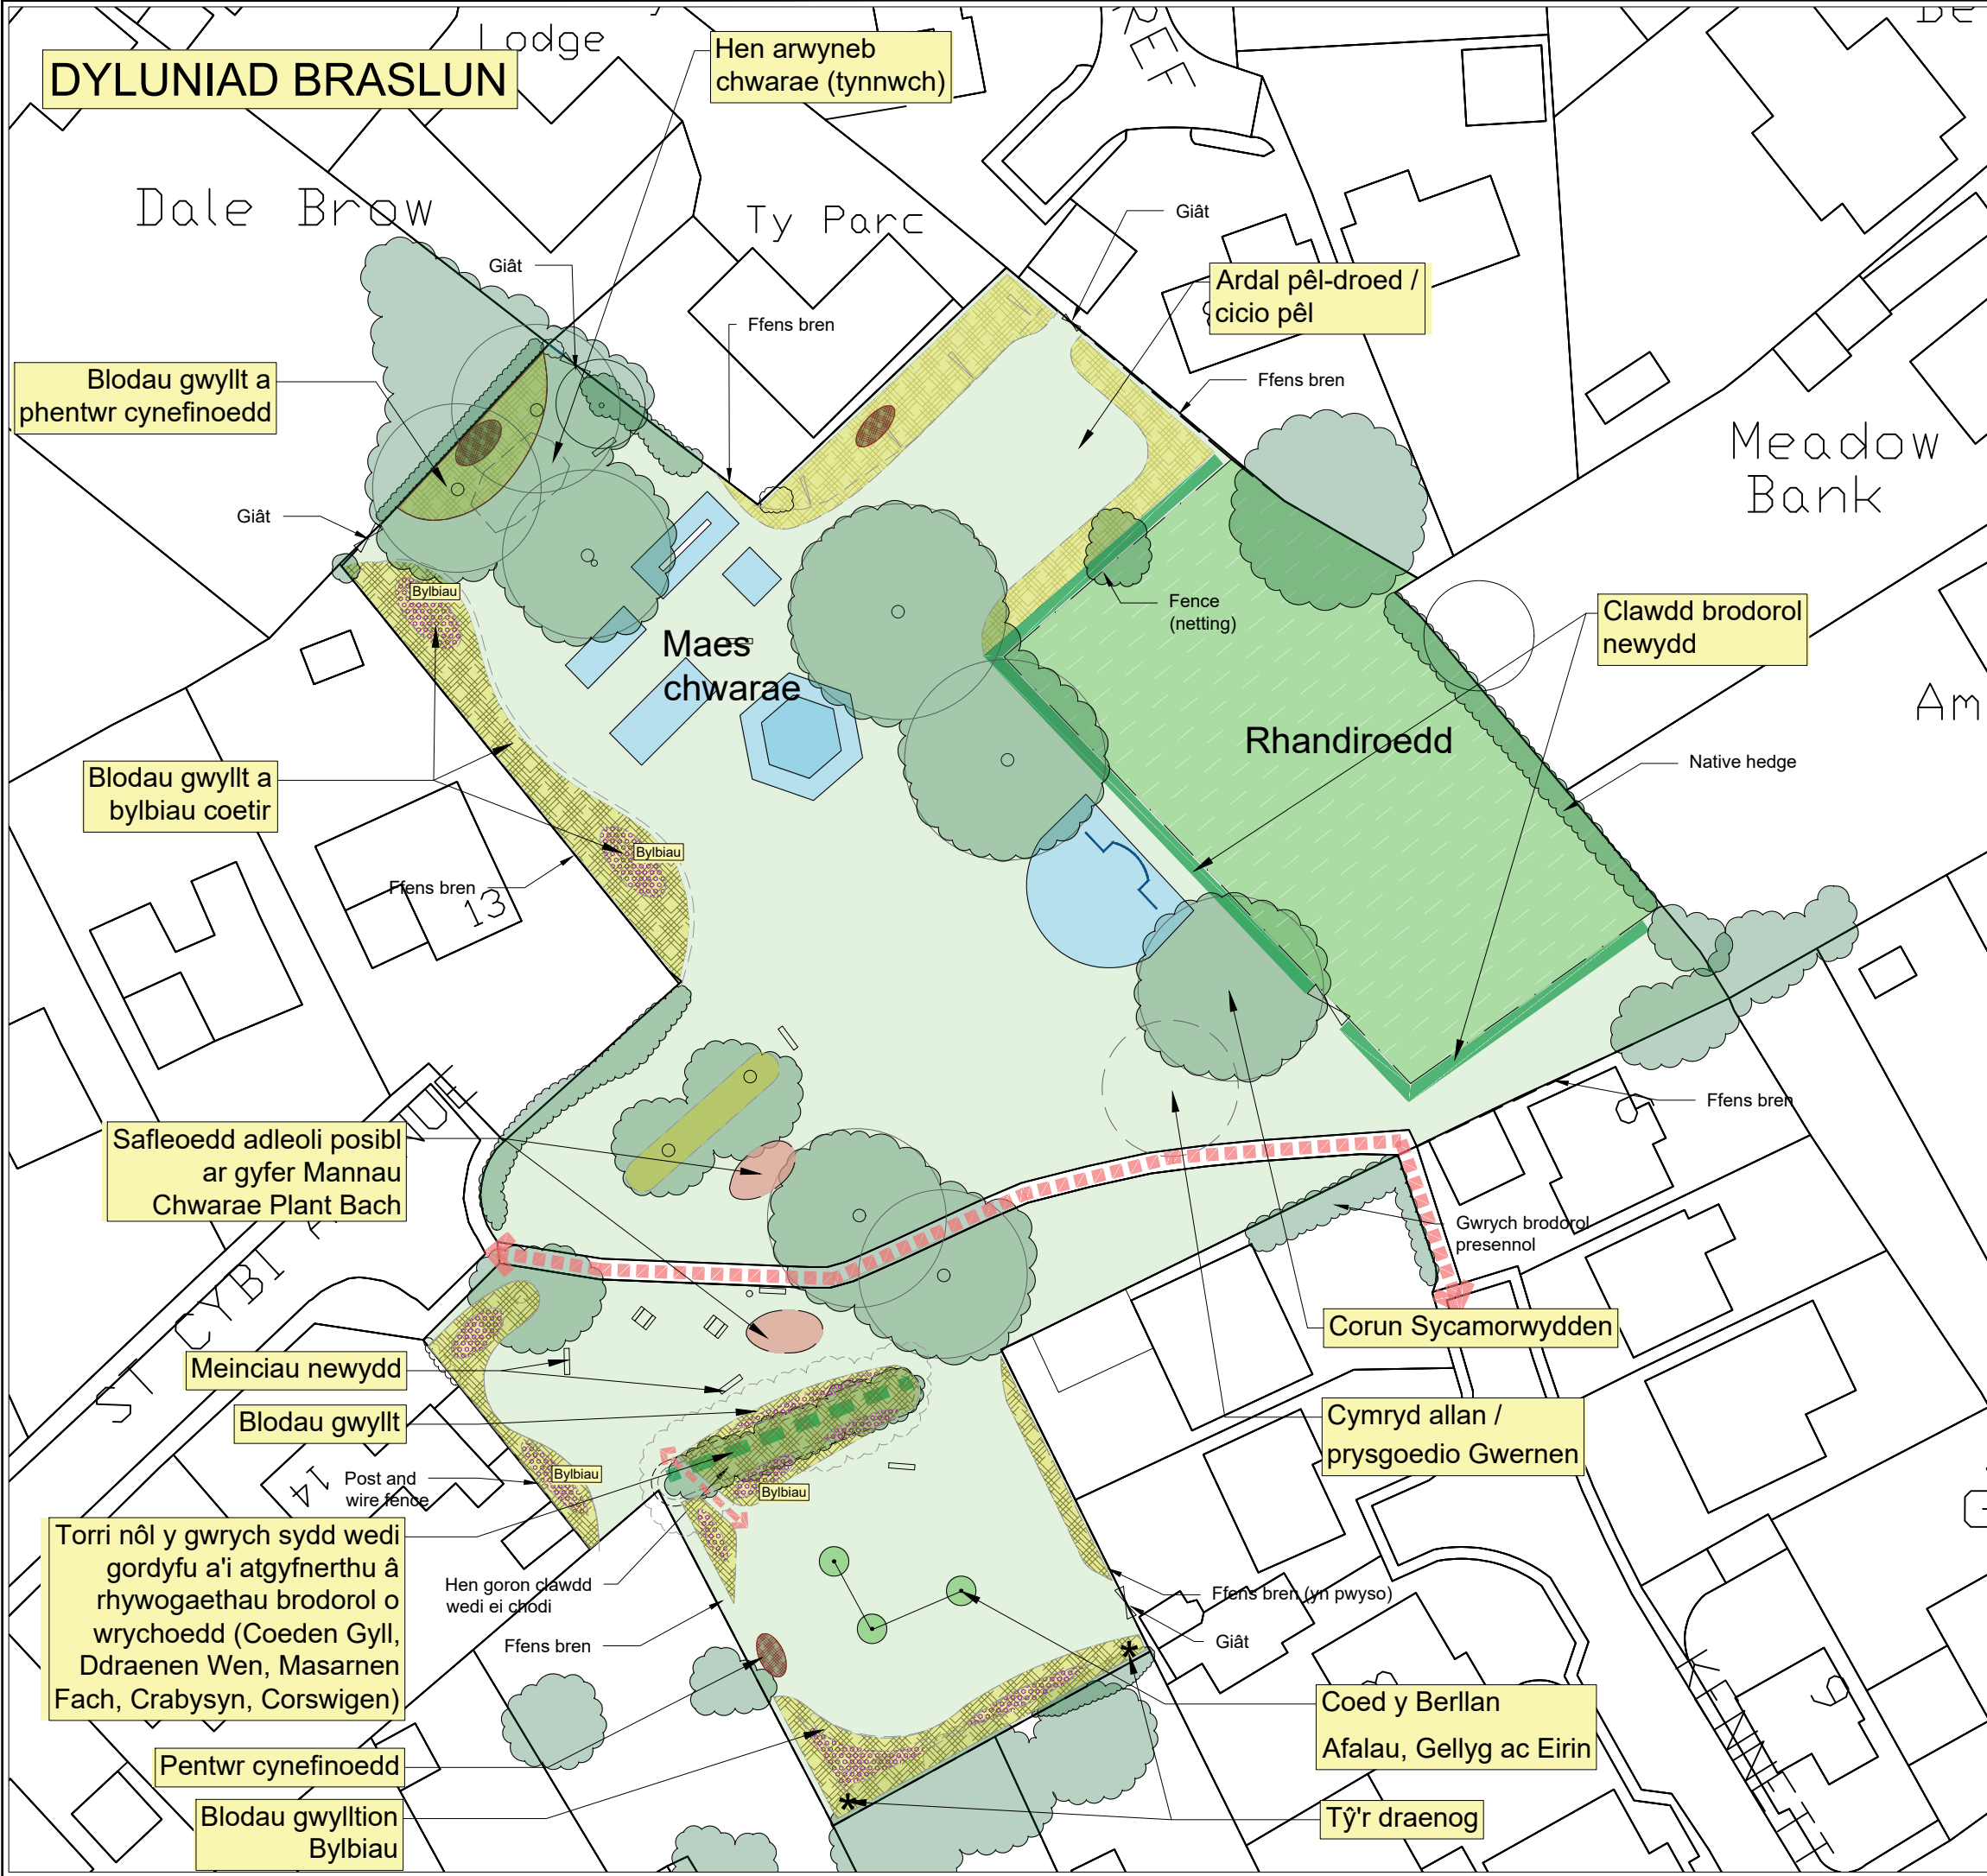 Lodge
DYLUNIAD BRASLUN
Hen arwyneb
chwarae (tynnwch)
Dale Brow
Ty Parc
Giât
Giât
Ardal pêl-droed /
cicio pêl
Ffens bren
Ffens bren
Blodau gwyllt a
phentwr cynefinoedd
Meadow
Bank
Giât
Bylbiau
Fence
(netting)
Clawdd brodorol
newydd
Maes
chwarae
Am
Rhandiroedd
Native hedge
Blodau gwyllt a
bylbiau coetir
Bylbiau
Ffens bren
13
Ffens bren
Safleoedd adleoli posibl
ar gyfer Mannau
Chwarae Plant Bach
Gwrych brodorol
presennol
ST CYBI
Corun Sycamorwydden
Meinciau newydd
Blodau gwyllt
Cymryd allan /
prysgoedio Gwernen
14
Post and
wire fence
Bylbiau
Bylbiau
Torri nôl y gwrych sydd wedi
gordyfu a'i atgyfnerthu â
rhywogaethau brodorol o
wrychoedd (Coeden Gyll,
Ddraenen Wen, Masarnen
Fach, Crabysyn, Corswigen)
Hen goron clawdd
wedi ei chodi
Ffens bren (yn pwyso)
Ffens bren
Giât
Coed y Berllan
Afalau, Gellyg ac Eirin
Pentwr cynefinoedd
Blodau gwylltion
Bylbiau
Tŷ'r draenog